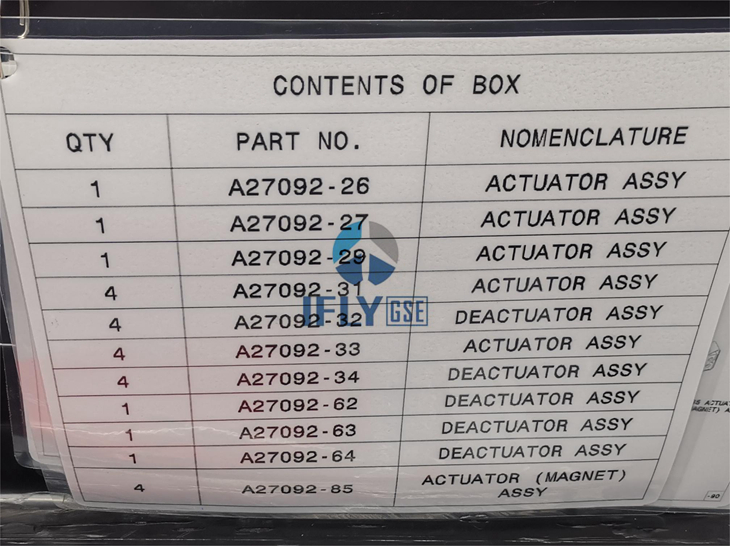 CONTENTS OF BOX
QTY PART NO. NOMENCLATURE
1 A27092-26 ACTUATOR ASSY
1 A27092-27 ACTUATOR ASSY
1 A27092-29 ACTUATOR ASSY
4 A27092-31 ACTUATOR ASSY
4 A27092-32 DEACTUATOR ASSY
4 A27092-33 ACTUATOR ASSY
4 A27092-34 DEACTUATOR ASSY
1 A27092-62 DEACTUATOR ASSY
1 A27092-63 DEACTUATOR ASSY
1 A27092-64 DEACTUATOR ASSY
4 A27092-85 ACTUATOR (MAGNET)
ASSY
IFLY GSE
-90